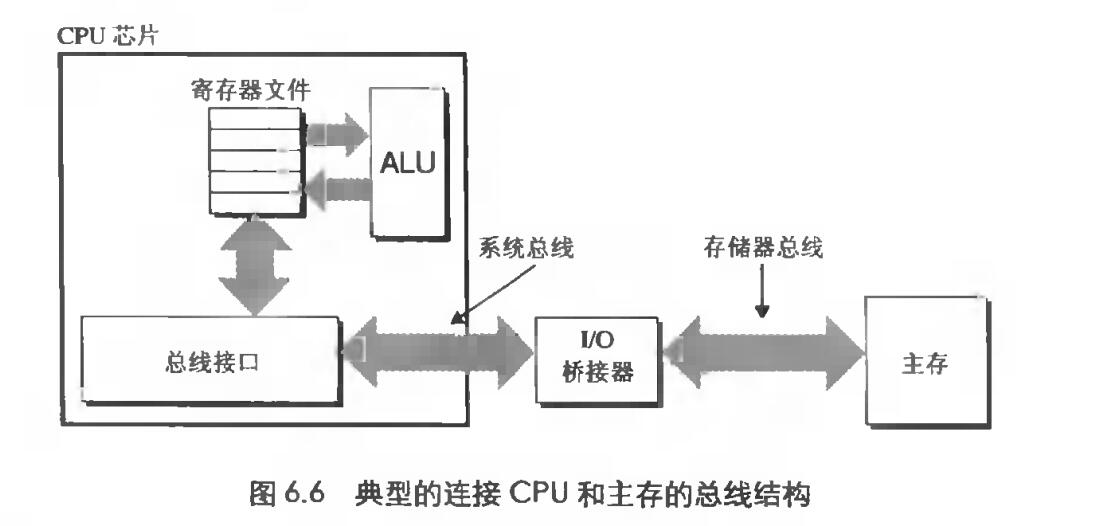 CPU 芯片
寄存器文件
ALU
系统总线
存储器总线
总线接口
I/O
桥接器
主存
图 6.6 典型的连接 CPU 和主存的总线结构